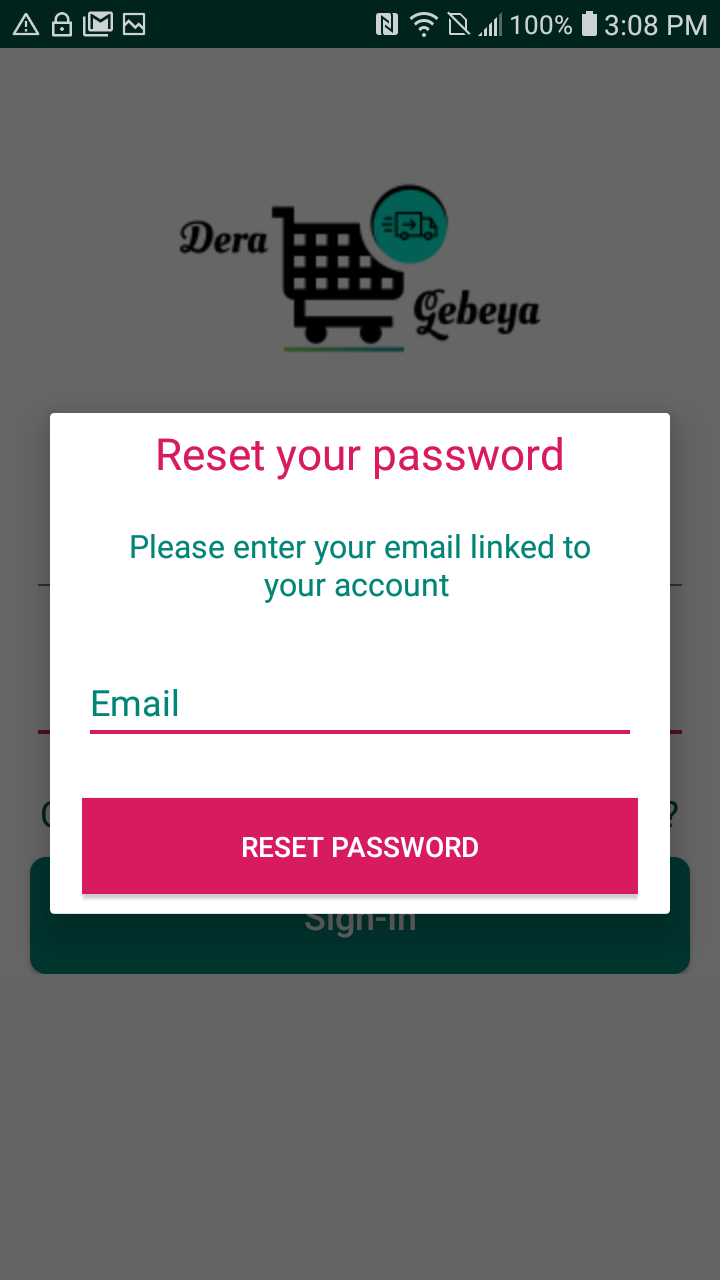 100% 3:08 PM
Dera
Gebeya
Reset your password
Please enter your email linked to
your account
Email
?
RESET PASSWORD
Sign-In